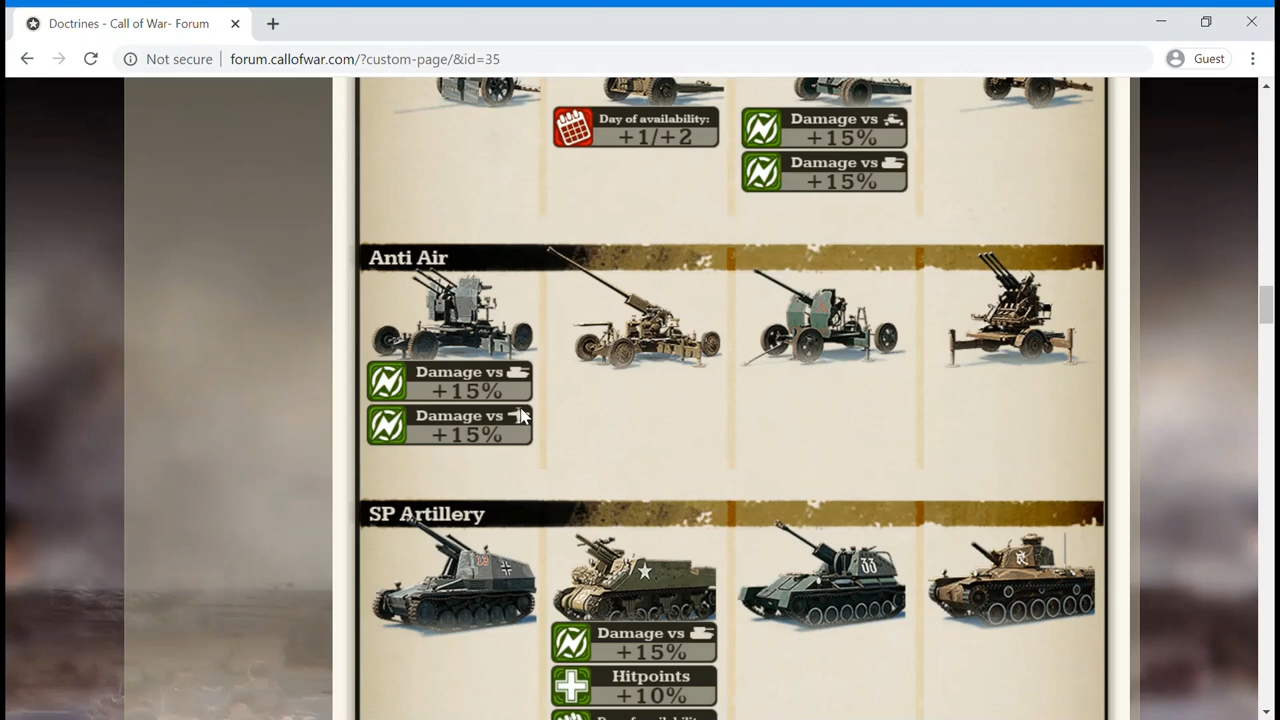 Doctrines - Call of War- Forum
Not secure
forum.callofwar.com/?custom-page/&id=35
Guest
Day of availability:
+1/+2
Damage vs
+15%
Damage vs
+15%
Anti Air
Damage vs
+15%
Damage vs
+15%
SP Artillery
33
Damage vs
+15%
Hitpoints
+10%